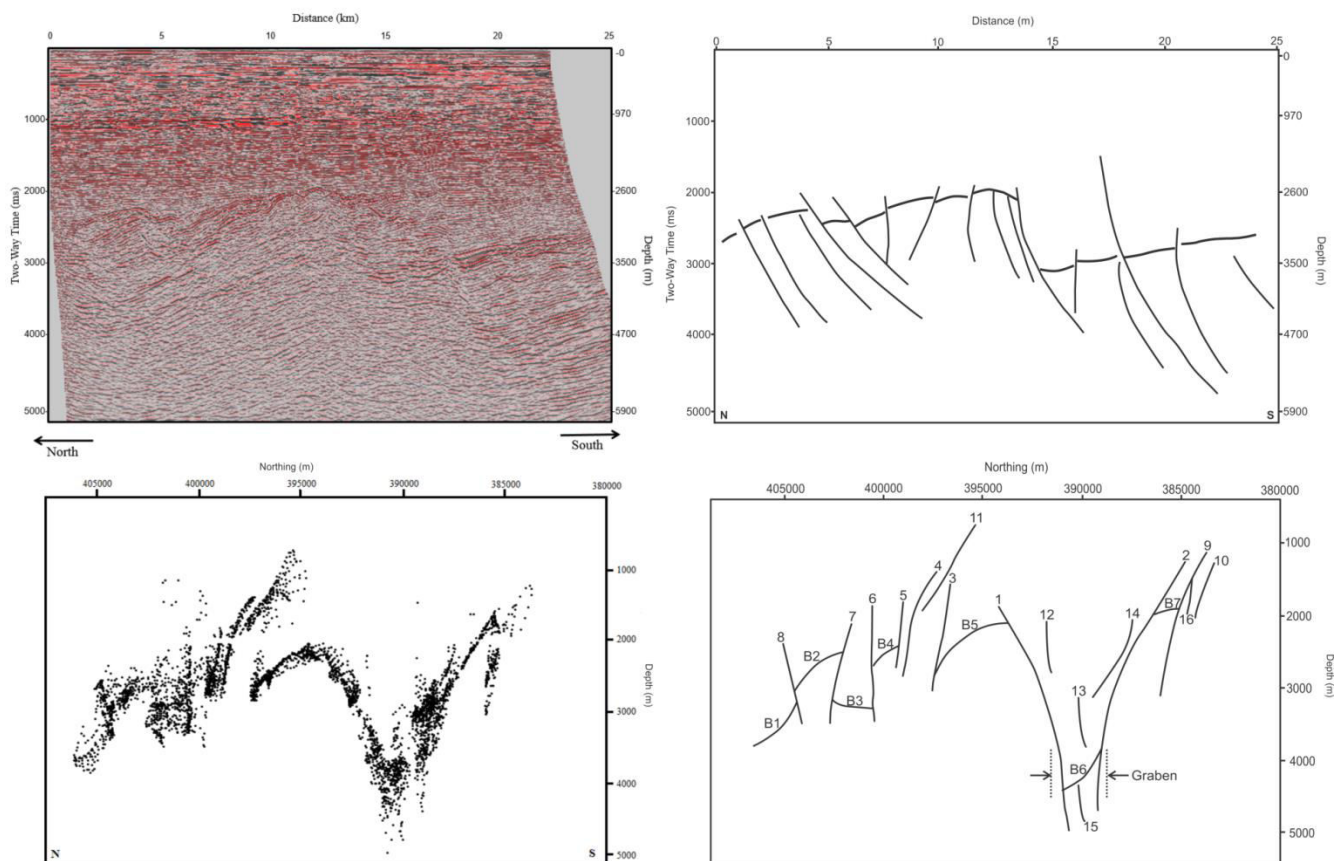 Distance (km)
0 5 10 15 20 25
0
1000
2000
3000
4000
5000
Two-Way Time (ms)
0
970
2600
3500
4700
5900
Depth (m)
North
South
Distance (m)
0 5 10 15 20 25
1000
2000
3000
4000
5000
Two-Way Time (ms)
0
970
2600
3500
4700
5900
Depth (m)
N S
Northing (m)
405000 400000 395000 390000 385000 380000
1000
2000
3000
4000
5000
Depth (m)
N S
Northing (m)
405000 400000 395000 390000 385000 380000
11
9
2
10
4
3
5
6
7
8
1
12
14
B7
16
B4
B5
B2
B3
B1
13
B6
Graben
15
1000
2000
3000
4000
5000
Depth (m)